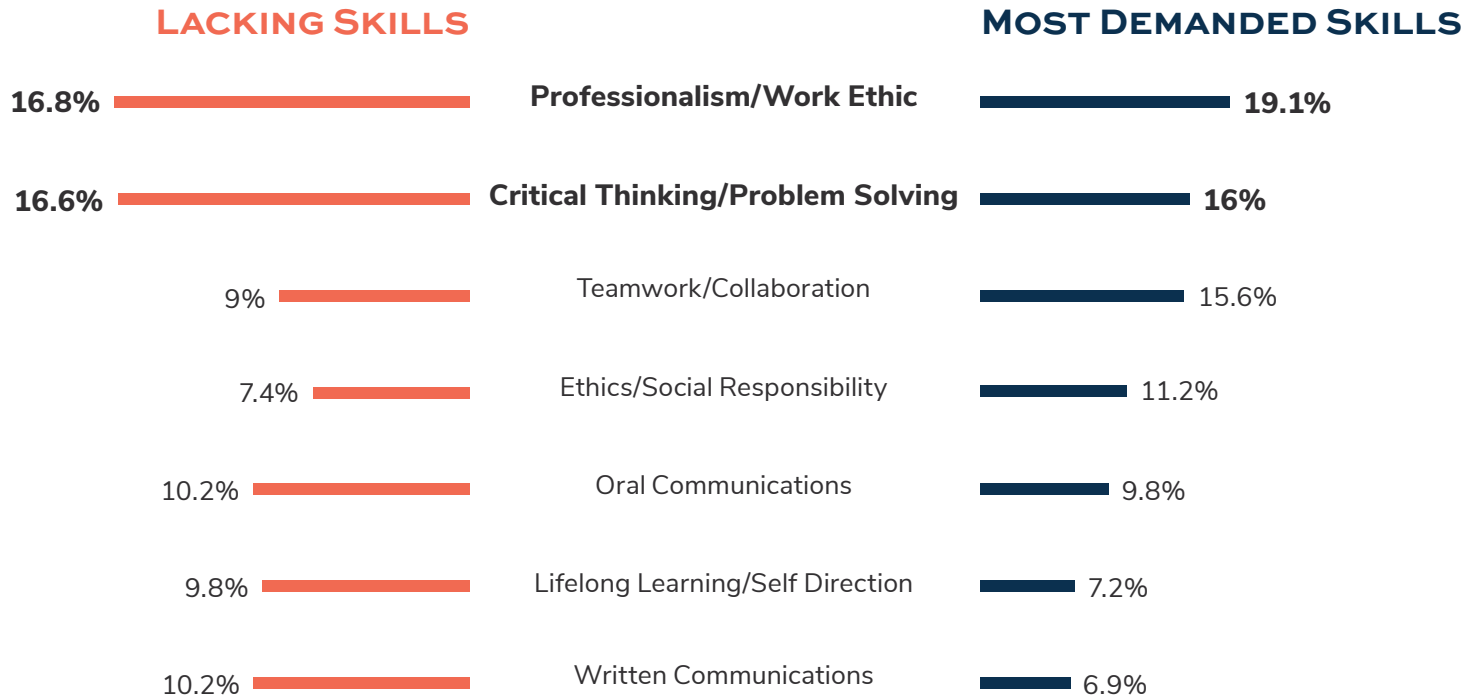 LACKING SKILLS MOST DEMANDED SKILLS
16.8% Professionalism/Work Ethic 19.1%
16.6% Critical Thinking/Problem Solving 16%
9% Teamwork/Collaboration 15.6%
7.4% Ethics/Social Responsibility 11.2%
10.2% Oral Communications 9.8%
9.8% Lifelong Learning/Self Direction 7.2%
10.2% Written Communications 6.9%